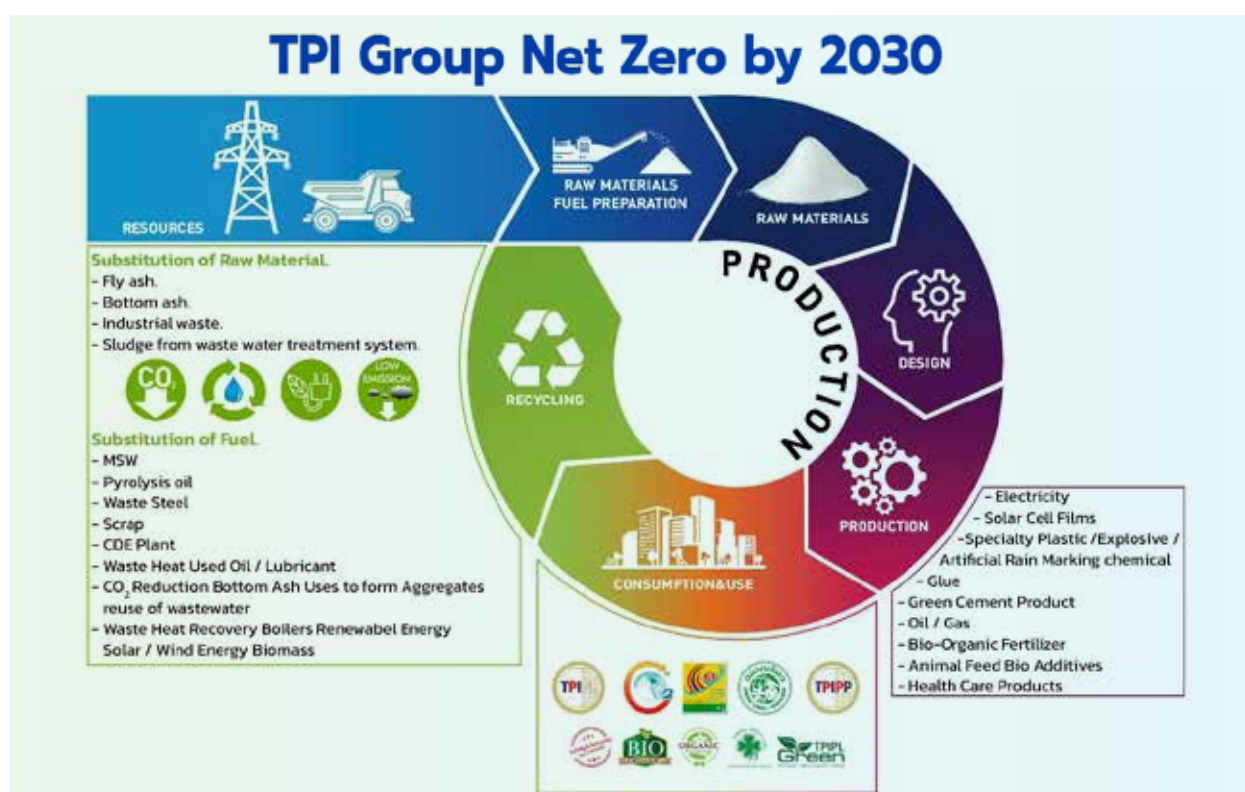 TPI Group Net Zero by 2030
RESOURCES
RAW MATERIALS
FUEL PREPARATION
RAW MATERIALS
DESIGN
PRODUCTION
CONSUMPTION&USE
RECYCLING
PRODUCTION
Substitution of Raw Material.
- Fly ash.
- Bottom ash.
- Industrial waste.
- Sludge from waste water treatment system.
CO₂
LOW
EMISSION
Substitution of Fuel.
- MSW
- Pyrolysis oil
- Waste Steel
- Scrap
- CDE Plant
- Waste Heat Used Oil / Lubricant
- CO₂ Reduction Bottom Ash Uses to form Aggregates
reuse of wastewater
- Waste Heat Recovery Boilers Renewabel Energy
Solar / Wind Energy Biomass
- Electricity
- Solar Cell Films
-Specialty Plastic /Explosive /
Artificial Rain Marking chemical
- Glue
- Green Cement Product
- Oil / Gas
- Bio-Organic Fertilizer
- Animal Feed Bio Additives
- Health Care Products
TPI
TPIPP
BIO
ORGANIC
TPIPL
Green